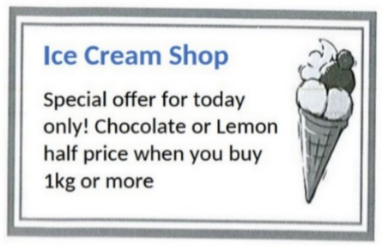 Ice Cream Shop
Special offer for today
only! Chocolate or Lemon
half price when you buy
1kg or more